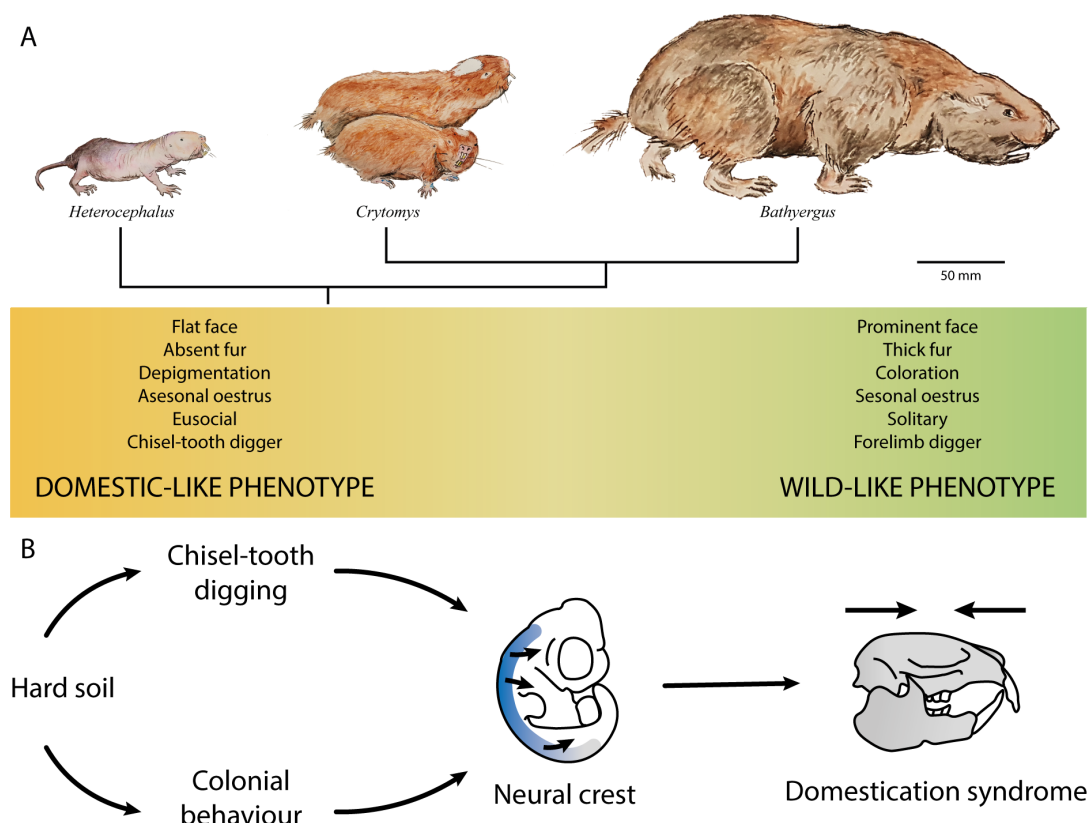 A
Heterocephalus
Crytomys
Bathyergus
50 mm
Flat face
Absent fur
Depigmentation
Asesonal oestrus
Eusocial
Chisel-tooth digger
DOMESTIC-LIKE PHENOTYPE
Prominent face
Thick fur
Coloration
Sesonal oestrus
Solitary
Forelimb digger
WILD-LIKE PHENOTYPE
B
Chisel-tooth
digging
Hard soil
Colonial
behaviour
Neural crest
Domestication syndrome